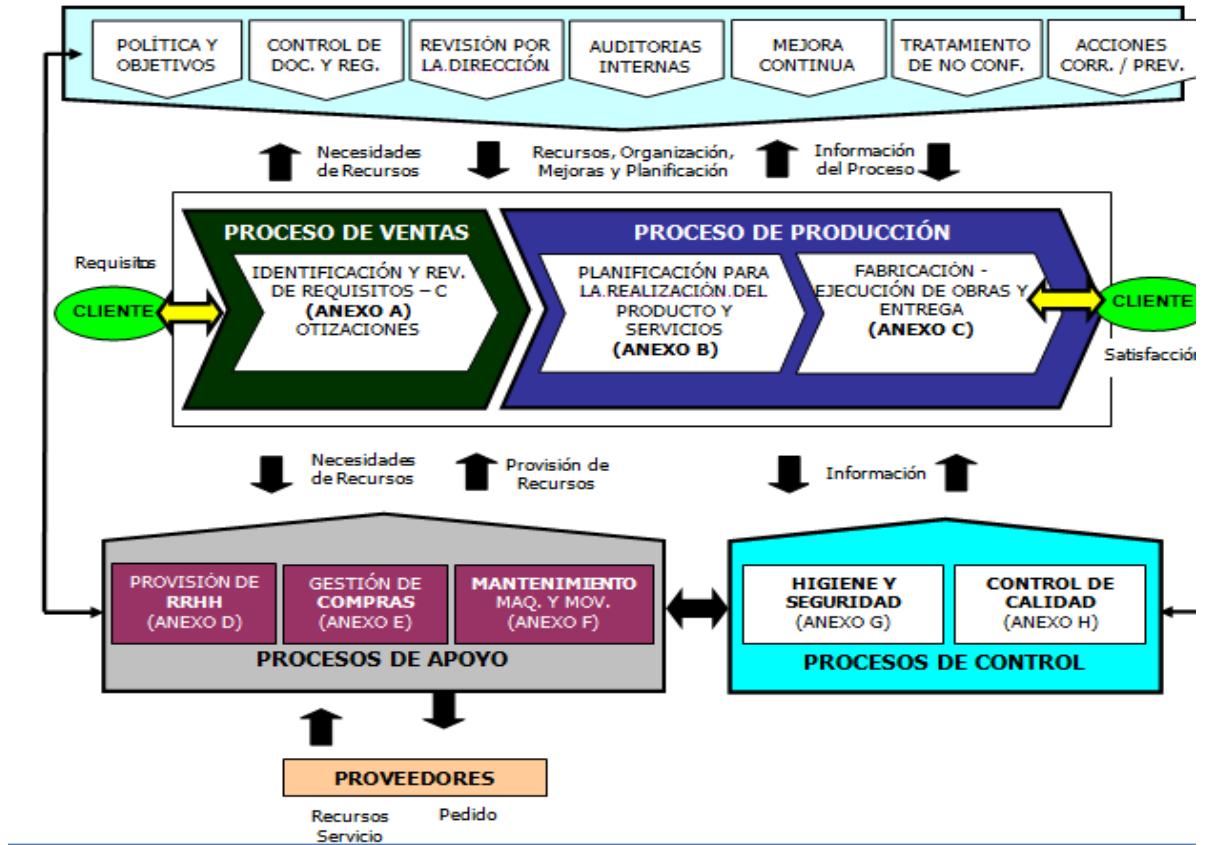 POLÍTICA Y
OBJETIVOS
CONTROL DE
DOC. Y REG.
REVISIÓN POR
LA DIRECCIÓN
AUDITORIAS
INTERNAS
MEJORA
CONTINUA
TRATAMIENTO
DE NO CONF.
ACCIONES
CORR. / PREV.
Necesidades
de Recursos
Recursos, Organización,
Mejoras y Planificación
Información
del Proceso
PROCESO DE VENTAS
PROCESO DE PRODUCCIÓN
Requisitos
CLIENTE
IDENTIFICACIÓN Y REV.
DE REQUISITOS – C
(ANEXO A)
OTIZACIONES
PLANIFICACIÓN PARA
LA REALIZACIÓN DEL
PRODUCTO Y
SERVICIOS
(ANEXO B)
FABRICACIÓN -
EJECUCIÓN DE OBRAS Y
ENTREGA
(ANEXO C)
CLIENTE
Satisfacción
Necesidades
de Recursos
Provisión de
Recursos
Información
PROVISIÓN DE
RRHH
(ANEXO D)
GESTIÓN DE
COMPRAS
(ANEXO E)
MANTENIMIENTO
MAQ. Y MOV.
(ANEXO F)
PROCESOS DE APOYO
HIGIENE Y
SEGURIDAD
(ANEXO G)
CONTROL DE
CALIDAD
(ANEXO H)
PROCESOS DE CONTROL
PROVEEDORES
Recursos
Servicio
Pedido